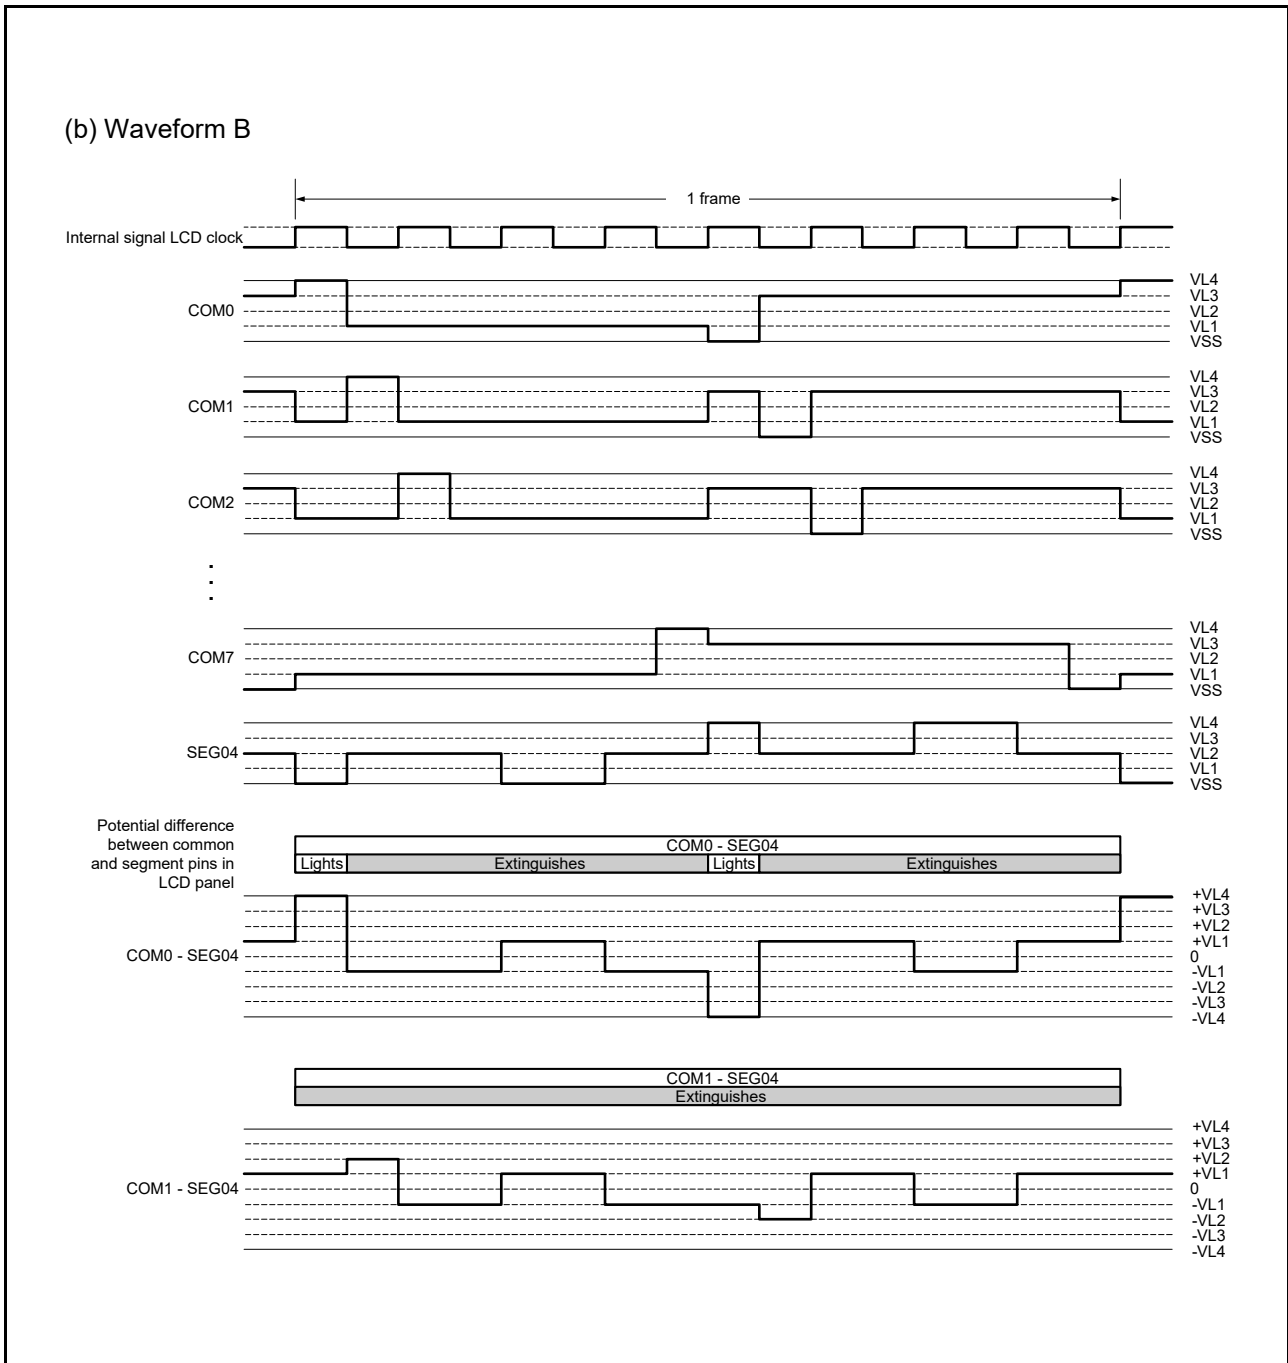 (b) Waveform B
1 frame
Internal signal LCD clock
VL4
VL3
COM0
VL2
VL1
VSS
VL4
VL3
COM1
VL2
VL1
VSS
VL4
VL3
COM2
VL2
VL1
VSS
VL4
VL3
COM7
VL2
VL1
VSS
VL4
VL3
SEG04
VL2
VL1
VSS
Potential difference
between common
and segment pins in
LCD panel
COM0 - SEG04
Lights Extinguishes Lights Extinguishes
+VL4
+VL3
+VL2
+VL1
COM0 - SEG04
0
-VL1
-VL2
-VL3
-VL4
COM1 - SEG04
Extinguishes
+VL4
+VL3
+VL2
+VL1
COM1 - SEG04
0
-VL1
-VL2
-VL3
-VL4